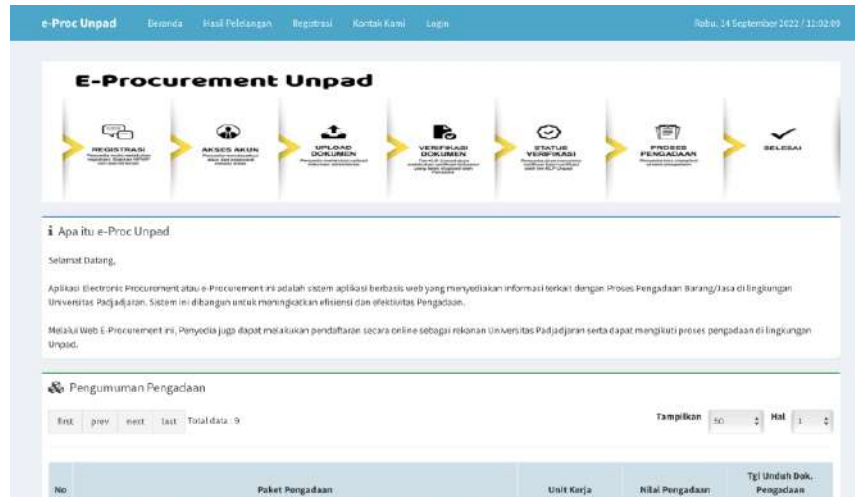 e-Proc Unpad Beranda Hasil Pelelangan Registrasi Kontak Kami Login Rabu, 14 September 2022 / 11:02:09
E-Procurement Unpad
REGISTRASI
AKSES AKUN
UPLOAD
DOKUMEN
VERIFIKASI
DOKUMEN
STATUS
VERIFIKASI
PROSES
PENGADAAN
SELESAI
Apa itu e-Proc Unpad
Selamat Datang,
Aplikasi Electronic Procurement atau e-Procurement ini adalah sistem aplikasi berbasis web yang menyediakan informasi terkait dengan Proses Pengadaan Barang/Jasa di lingkungan
Universitas Padjadjaran. Sistem ini dibangun untuk meningkatkan efisiensi dan efektivitas Pengadaan.
Melalui Web E-Procurement ini, Penyedia juga dapat melakukan pendaftaran secara online sebagai rekanan Universitas Padjadjaran serta dapat mengikuti proses pengadaan di lingkungan
Unpad.
Pengumuman Pengadaan
first prev next last Total data : 9 Tampilkan 50 Hal 1
No Paket Pengadaan Unit Kerja Nilai Pengadaan Tgl Unduh Dok.
Pengadaan